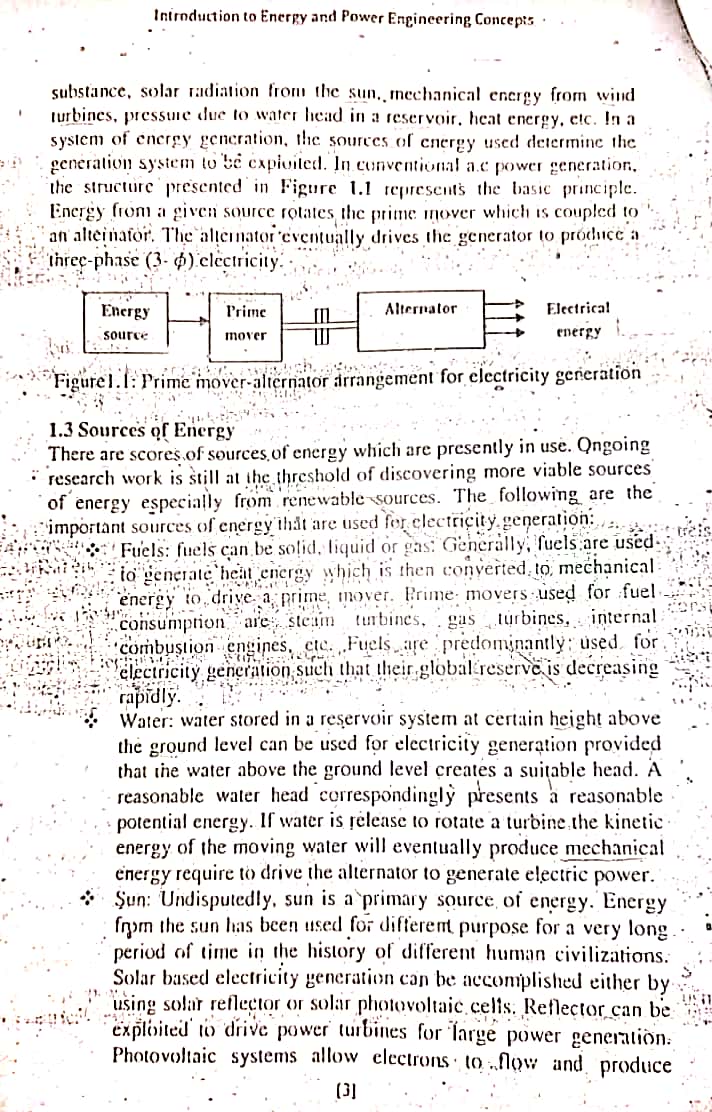 Introduction to Energy and Power Engineering Concepts
substance, solar radiation from the sun, mechanical energy from wind
turbines, pressure due to water head in a reservoir, heat energy, etc. In a
system of energy generation, the sources of energy used determine the
generation system to be exploited. In conventional a.c power generation,
the structure presented in Figure 1.1 represents the basic principle.
Energy from a given source rotates the prime mover which is coupled to
an alternator. The alternator eventually drives the generator to produce a
three-phase (3- ϕ) electricity.
Energy
source
Prime
mover
Alternator
Electrical
energy
Figure1.1: Prime mover-alternator arrangement for electricity generation
1.3 Sources of Energy
There are scores of sources of energy which are presently in use. Ongoing
research work is still at the threshold of discovering more viable sources
of energy especially from renewable sources. The following are the
important sources of energy that are used for electricity generation:
❖ Fuels: fuels can be solid, liquid or gas. Generally, fuels are used
to generate heat energy which is then converted to mechanical
energy to drive a prime mover. Prime movers used for fuel
consumption are steam turbines, gas turbines, internal
combustion engines, etc. Fuels are predominantly used for
electricity generation such that their global reserve is decreasing
rapidly.
❖ Water: water stored in a reservoir system at certain height above
the ground level can be used for electricity generation provided
that the water above the ground level creates a suitable head. A
reasonable water head correspondingly presents a reasonable
potential energy. If water is release to rotate a turbine the kinetic
energy of the moving water will eventually produce mechanical
energy require to drive the alternator to generate electric power.
❖ Sun: Undisputedly, sun is a primary source of energy. Energy
from the sun has been used for different purpose for a very long
period of time in the history of different human civilizations.
Solar based electricity generation can be accomplished either by
using solar reflector or solar photovoltaic cells. Reflector can be
exploited to drive power turbines for large power generation.
Photovoltaic systems allow electrons to flow and produce
[3]